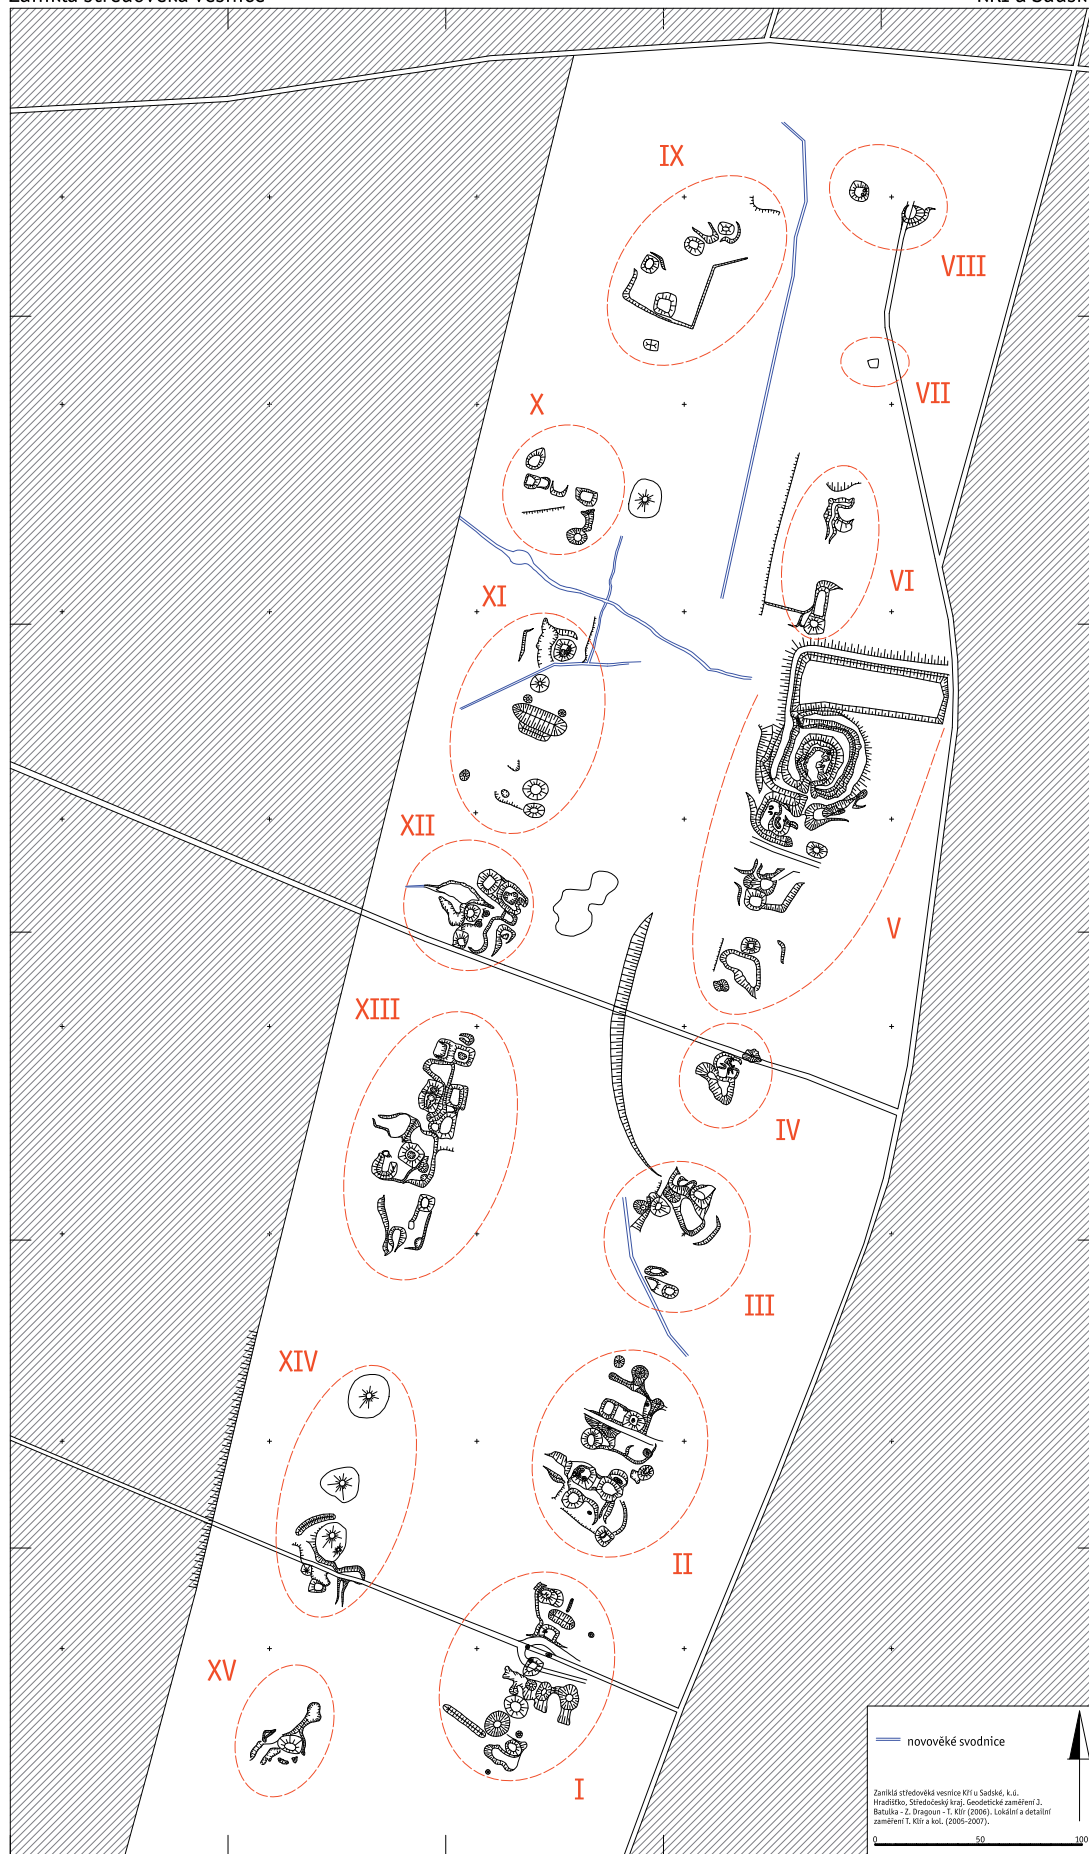 IX
VIII
VII
X
VI
XI
XII
V
XIII
IV
III
XIV
II
XV
I
novověké svodnice
Zaniklá středověká vesnice Kří u Sadské, k.ú.
Hradišťko, Středočeský kraj. Geodetické zaměření J.
Batulka - Z. Dragoun - T. Klír (2006). Lokální a detailní
zaměření T. Klír a kol. (2005-2007).
0 50 100